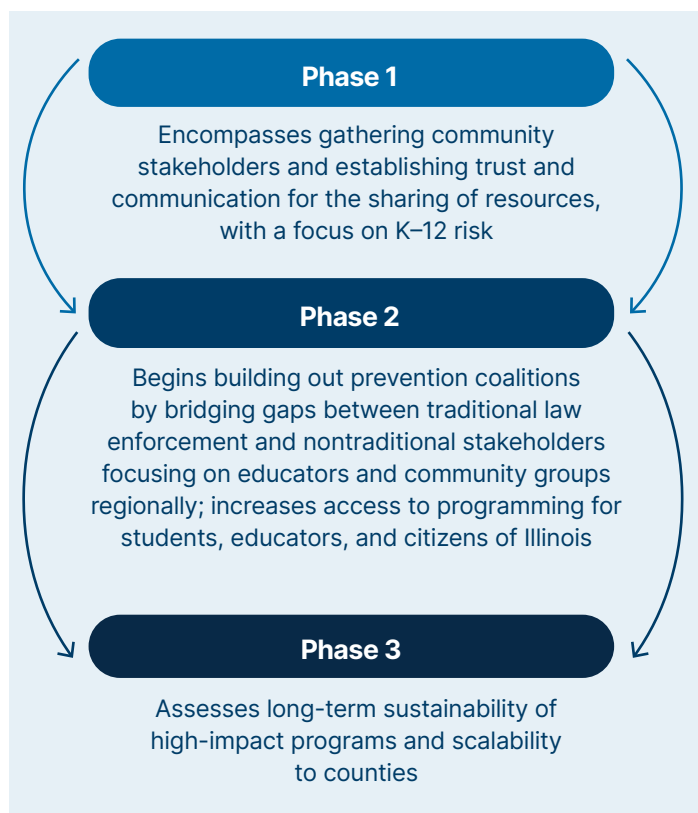 Phase 1
Encompasses gathering community
stakeholders and establishing trust and
communication for the sharing of resources,
with a focus on K–12 risk
Phase 2
Begins building out prevention coalitions
by bridging gaps between traditional law
enforcement and nontraditional stakeholders
focusing on educators and community groups
regionally; increases access to programming for
students, educators, and citizens of Illinois
Phase 3
Assesses long-term sustainability of
high-impact programs and scalability
to counties